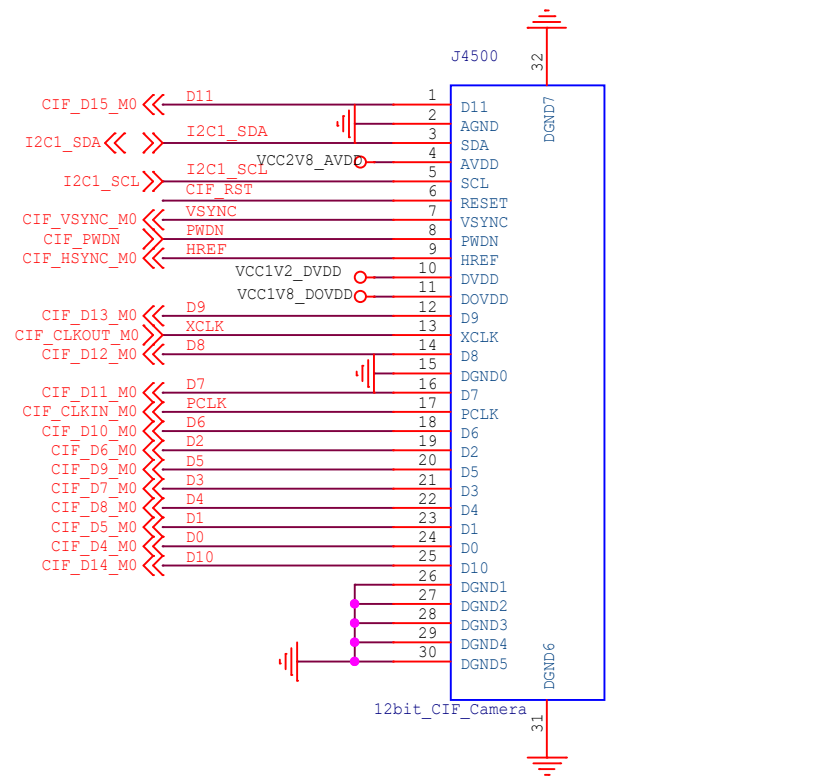 J4500
32
CIF_D15_M0 D11 1 D11
2 AGND
DGND7
I2C1_SDA I2C1_SDA 3 SDA
VCC2V8_AVDD 4 AVDD
I2C1_SCL I2C1_SCL 5 SCL
CIF_RST 6 RESET
CIF_VSYNC_M0 VSYNC 7 VSYNC
CIF_PWDN PWDN 8 PWDN
CIF_HSYNC_M0 HREF 9 HREF
VCC1V2_DVDD 10 DVDD
VCC1V8_DOVDD 11 DOVDD
CIF_D13_M0 D9 12 D9
CIF_CLKOUT_M0 XCLK 13 XCLK
CIF_D12_M0 D8 14 D8
15 DGND0
CIF_D11_M0 D7 16 D7
CIF_CLKIN_M0 PCLK 17 PCLK
CIF_D10_M0 D6 18 D6
CIF_D6_M0 D2 19 D2
CIF_D9_M0 D5 20 D5
CIF_D7_M0 D3 21 D3
CIF_D8_M0 D4 22 D4
CIF_D5_M0 D1 23 D1
CIF_D4_M0 D0 24 D0
CIF_D14_M0 D10 25 D10
26 DGND1
27 DGND2
28 DGND3
29 DGND4
30 DGND5
DGND6
12bit_CIF_Camera
31